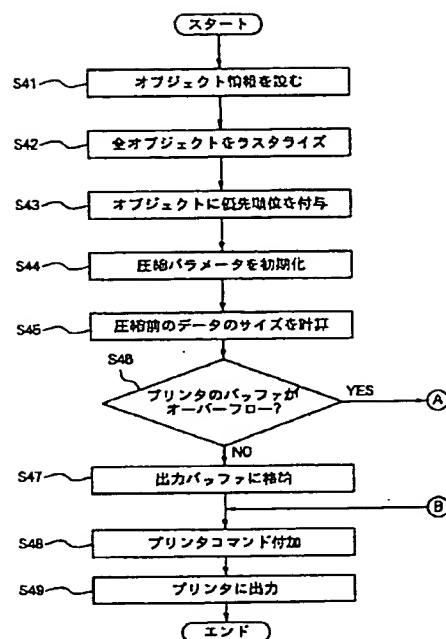 スタート
S41
オブジェクト情報を読む
S42
全オブジェクトをラスタライズ
S43
オブジェクトに優先順位を付与
S44
圧縮パラメータを初期化
S45
圧縮前のデータのサイズを計算
S46
プリンタのバッファが
オーバーフロー?
YES
A
NO
S47
出力バッファに格納
B
S48
プリンタコマンド付加
S49
プリンタに出力
エンド